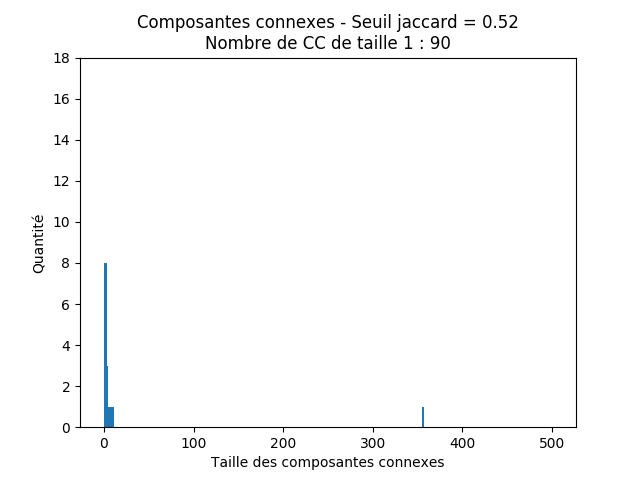 Composantes connexes - Seuil jaccard = 0.52
Nombre de CC de taille 1 : 90
18
16
14
12
10
8
6
4
2
0
Quantité
0 100 200 300 400 500
Taille des composantes connexes